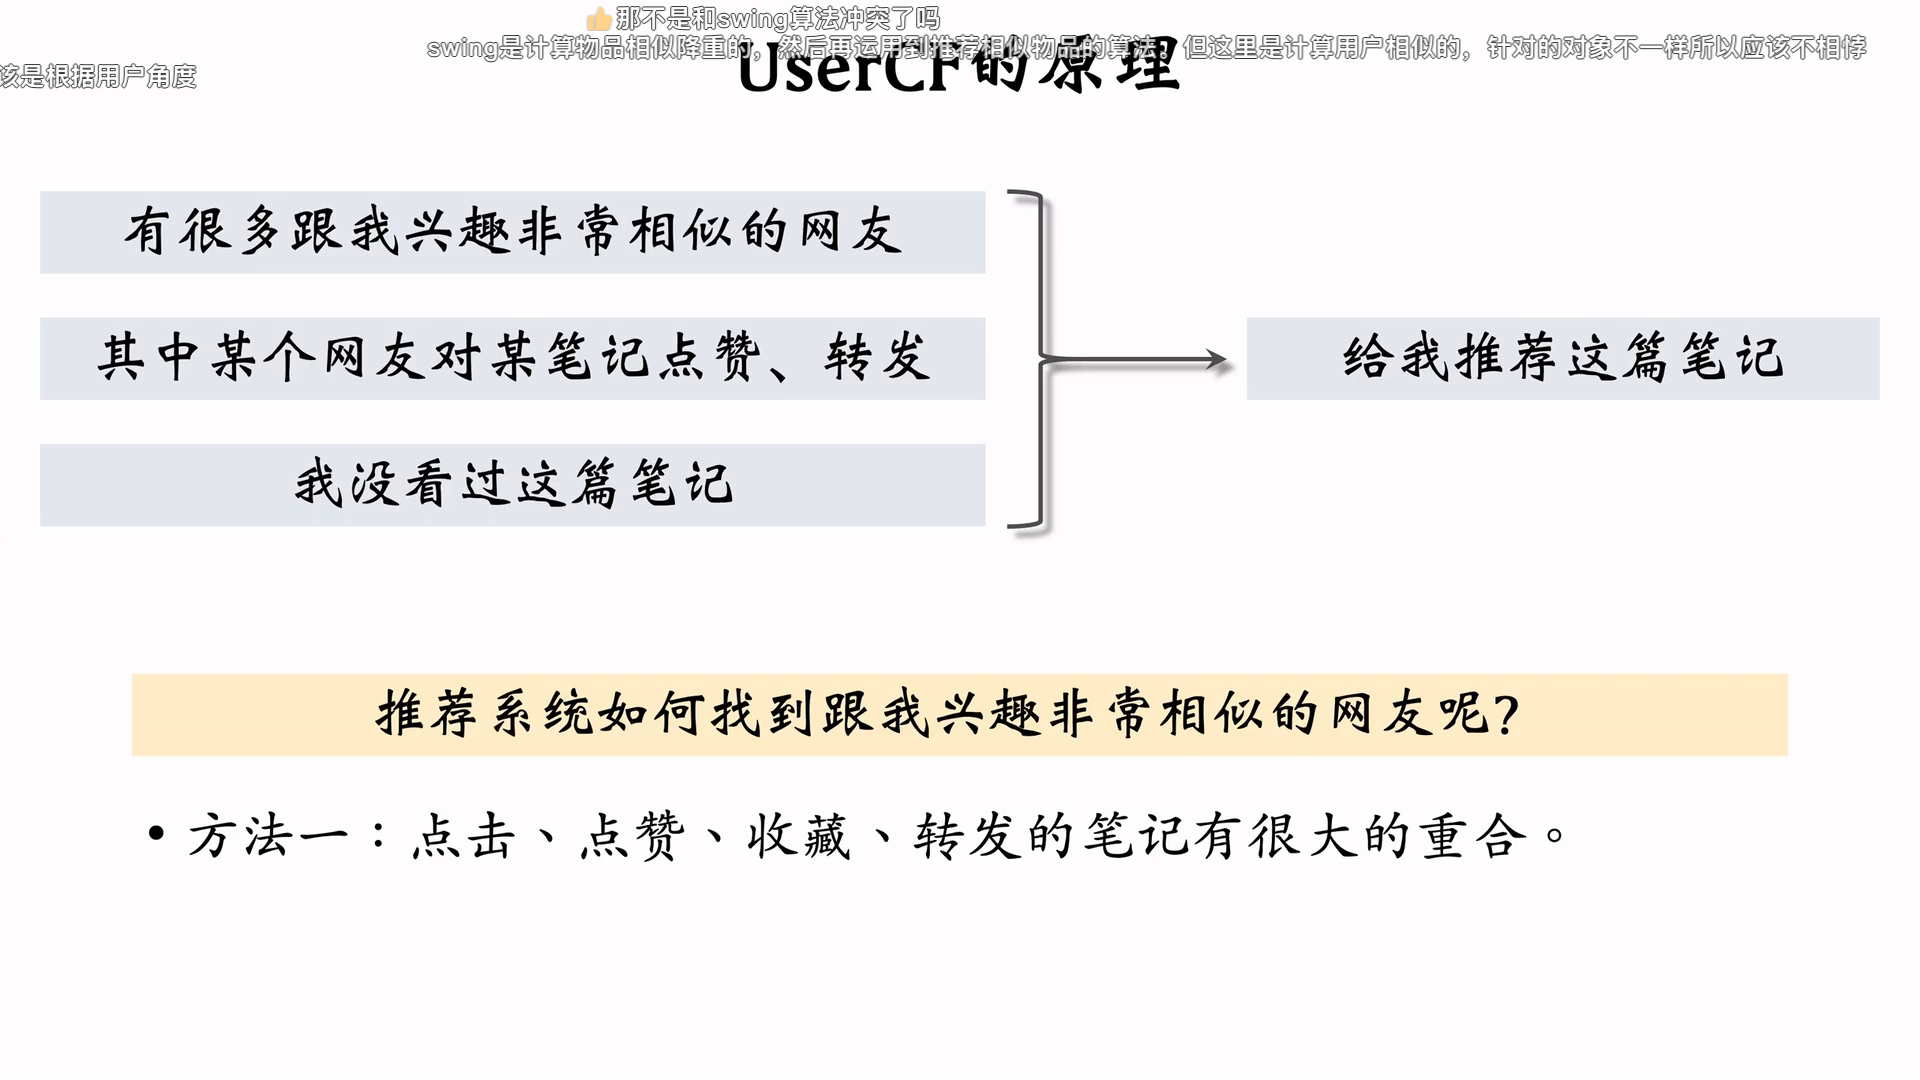 👍那不是和swing算法冲突了吗
swing是计算物品相似降重的，然后再运用到推荐相似物品的算法。但这里是计算用户相似的，针对的对象不一样所以应该不相悖
该是根据用户角度
UserCF的原理
有很多跟我兴趣非常相似的网友
其中某个网友对某笔记点赞、转发
我没看过这篇笔记
给我推荐这篇笔记
推荐系统如何找到跟我兴趣非常相似的网友呢？
• 方法一：点击、点赞、收藏、转发的笔记有很大的重合。